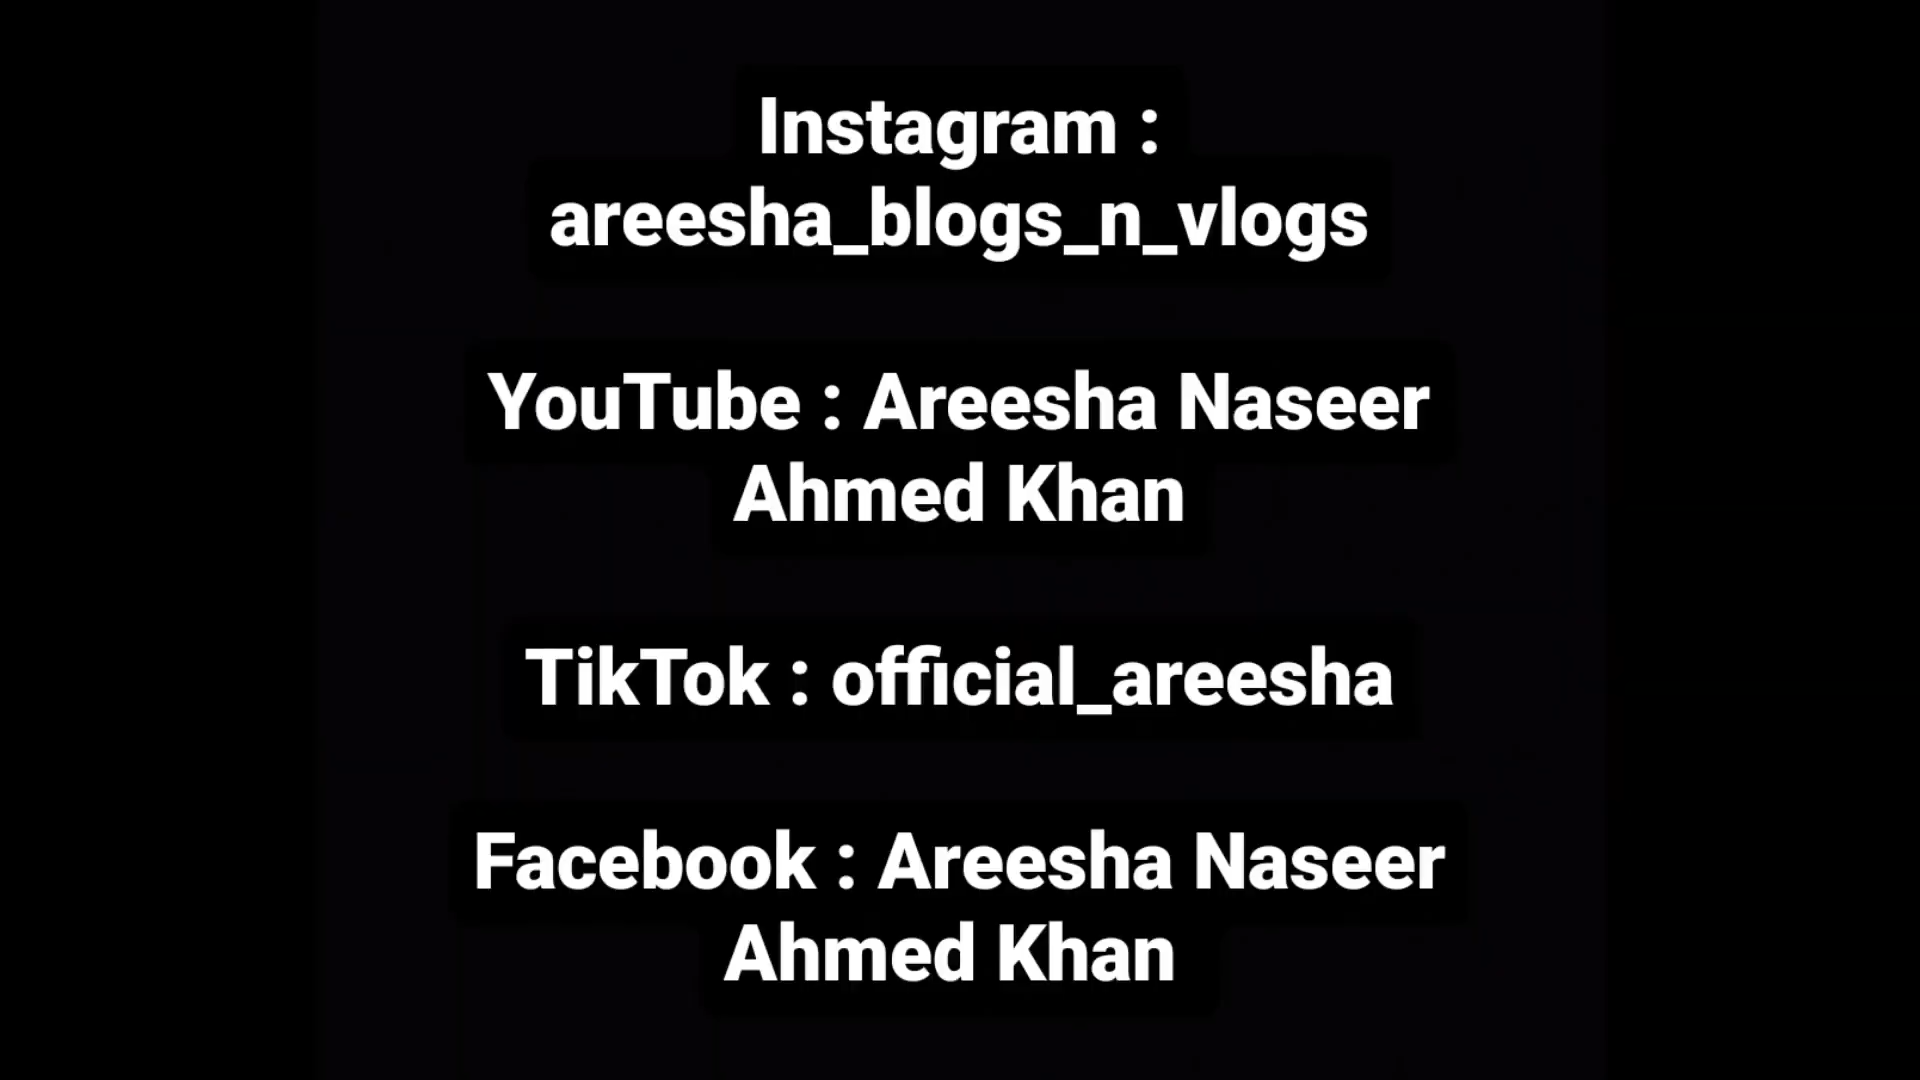 Instagram :
areesha_blogs_n_vlogs
YouTube : Areesha Naseer
Ahmed Khan
TikTok : official_areesha
Facebook : Areesha Naseer
Ahmed Khan